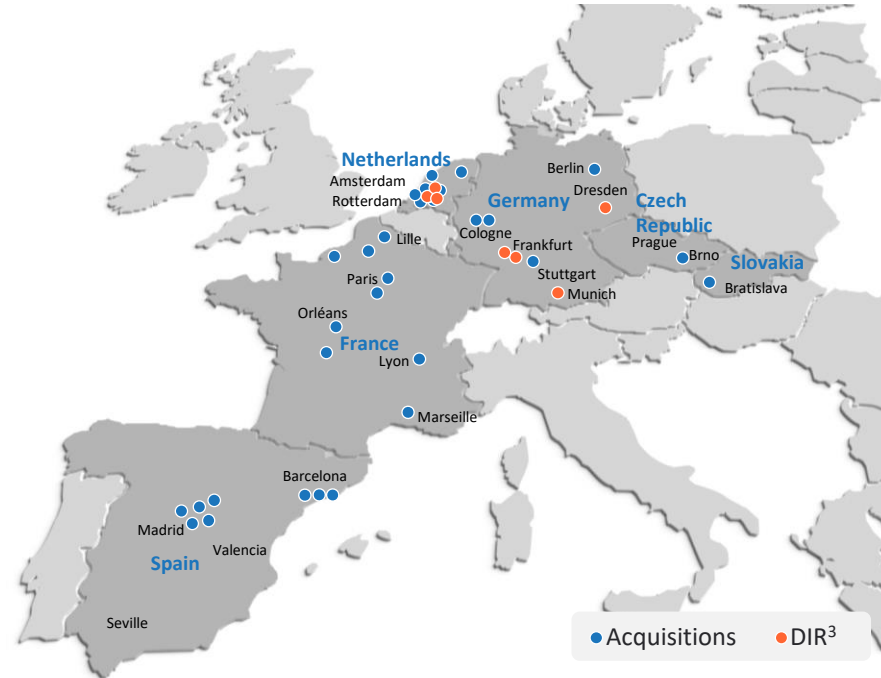 Netherlands
Amsterdam
Rotterdam
Berlin
Dresden
Germany
Czech
Republic
Cologne
Frankfurt
Prague
Brno
Slovakia
Lille
Stuttgart
Bratislava
Paris
Munich
Orléans
France
Lyon
Marseille
Barcelona
Madrid
Valencia
Spain
Seville
Acquisitions
DIR³